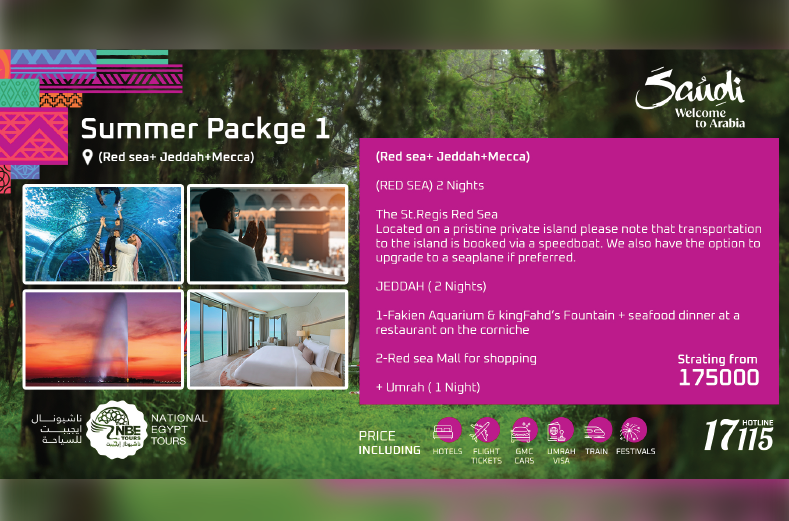 Saudi
Welcome
to Arabia
Summer Packge 1
(Red sea+ Jeddah+Mecca)
(Red sea+ Jeddah+Mecca)
(RED SEA) 2 Nights
The St.Regis Red Sea
Located on a pristine private island please note that transportation
to the island is booked via a speedboat. We also have the option to
upgrade to a seaplane if preferred.
JEDDAH ( 2 Nights)
1-Fakien Aquarium & kingFahd's Fountain + seafood dinner at a
restaurant on the corniche
2-Red sea Mall for shopping
+ Umrah ( 1 Night)
Strating from
175000
ناشيونـــال
ايجيبـــت
للسياحـة
NBE
TOURS
NATIONAL
EGYPT
TOURS
PRICE
INCLUDING
HOTELS
FLIGHT
TICKETS
GMC
CARS
UMRAH
VISA
TRAIN
FESTIVALS
HOTLINE
17115